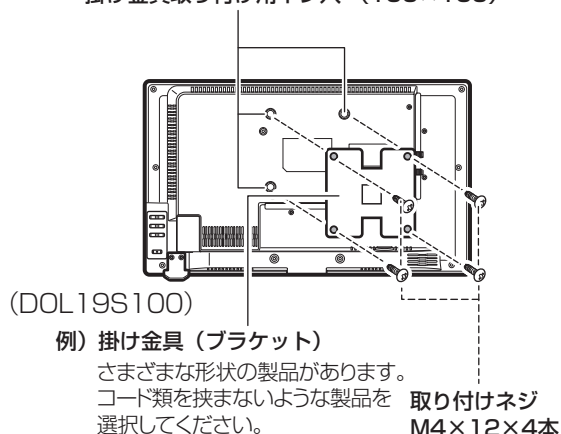 (DOL19S100)
例）掛け金具（ブラケット）
さまざまな形状の製品があります。
コード類を挟まないような製品を
選択してください。
取り付けネジ
M4×12×4本